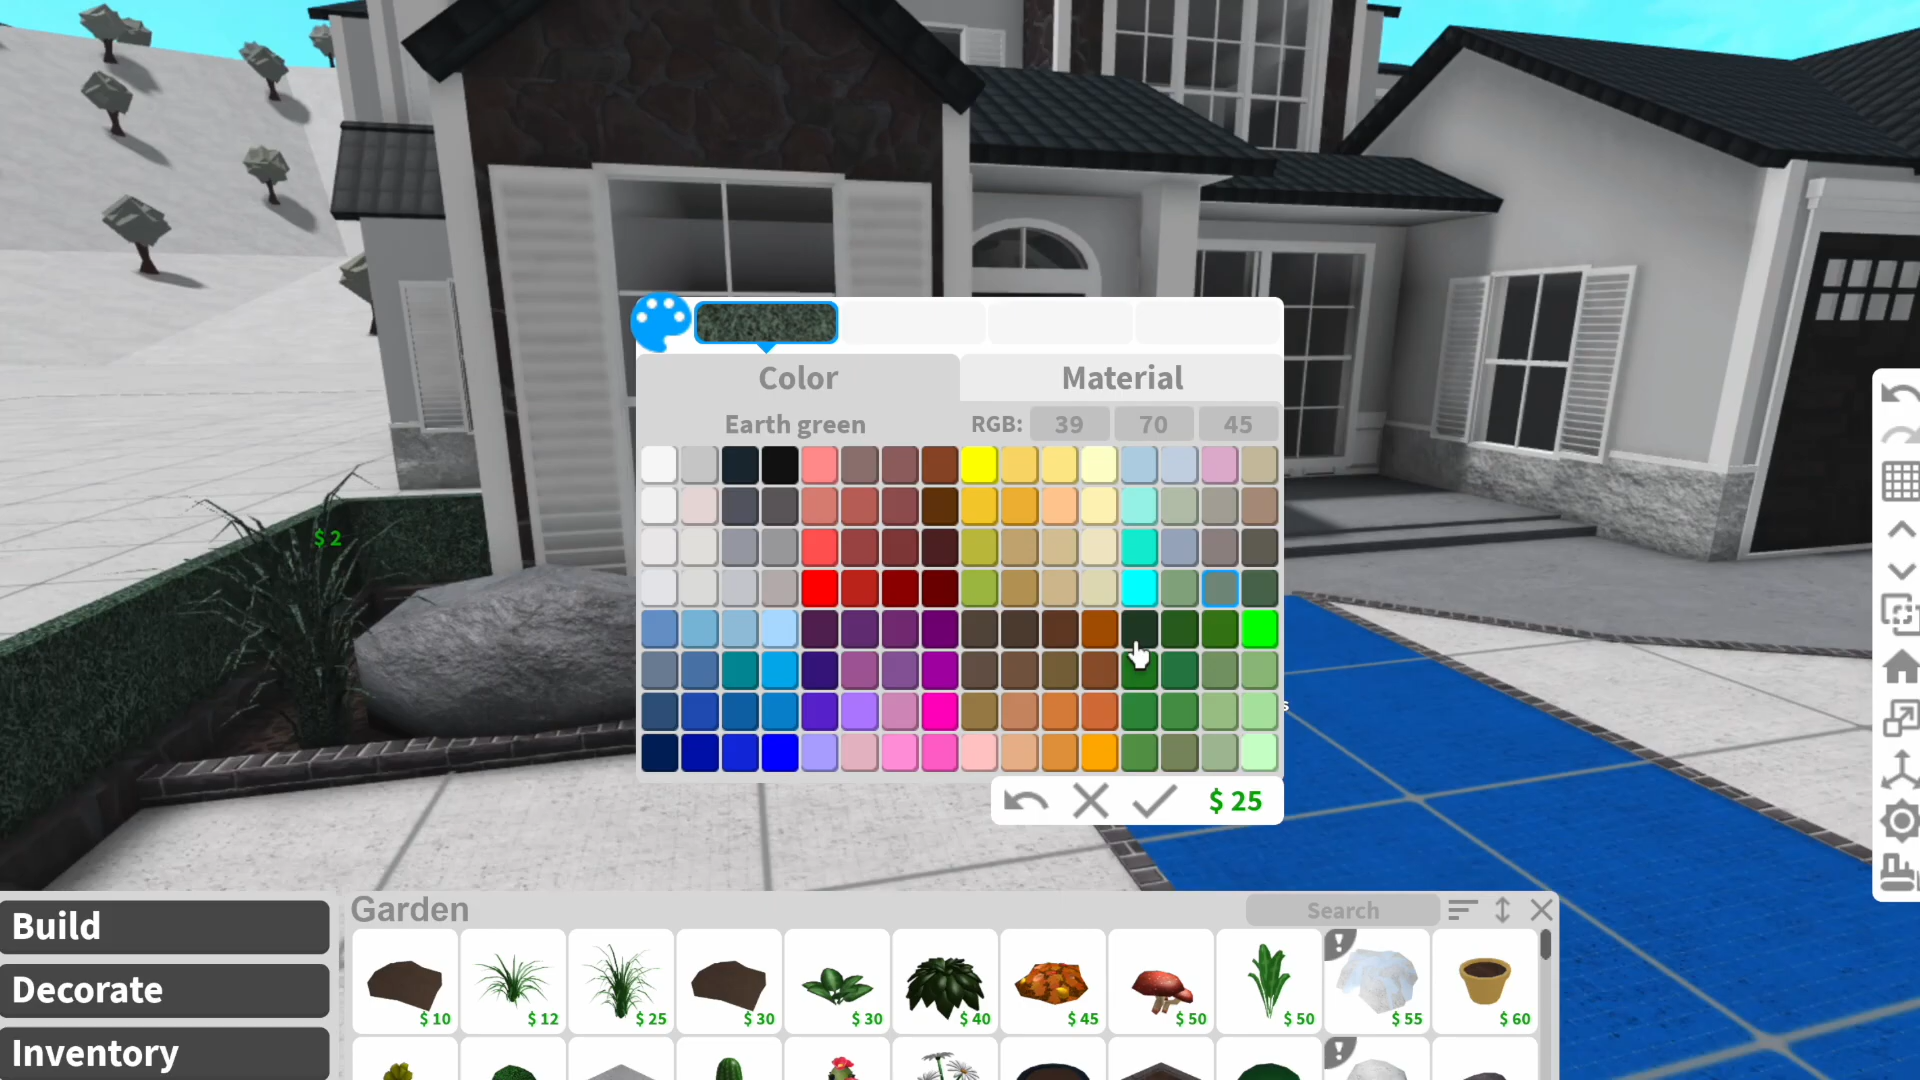 $ 2
Color
Material
Earth green
RGB: 39 70 45
s
$ 25
Build
Decorate
Inventory
Garden
Search
$ 10
$ 12
$ 25
$ 30
$ 30
$ 40
$ 45
$ 50
$ 50
$ 55
$ 60